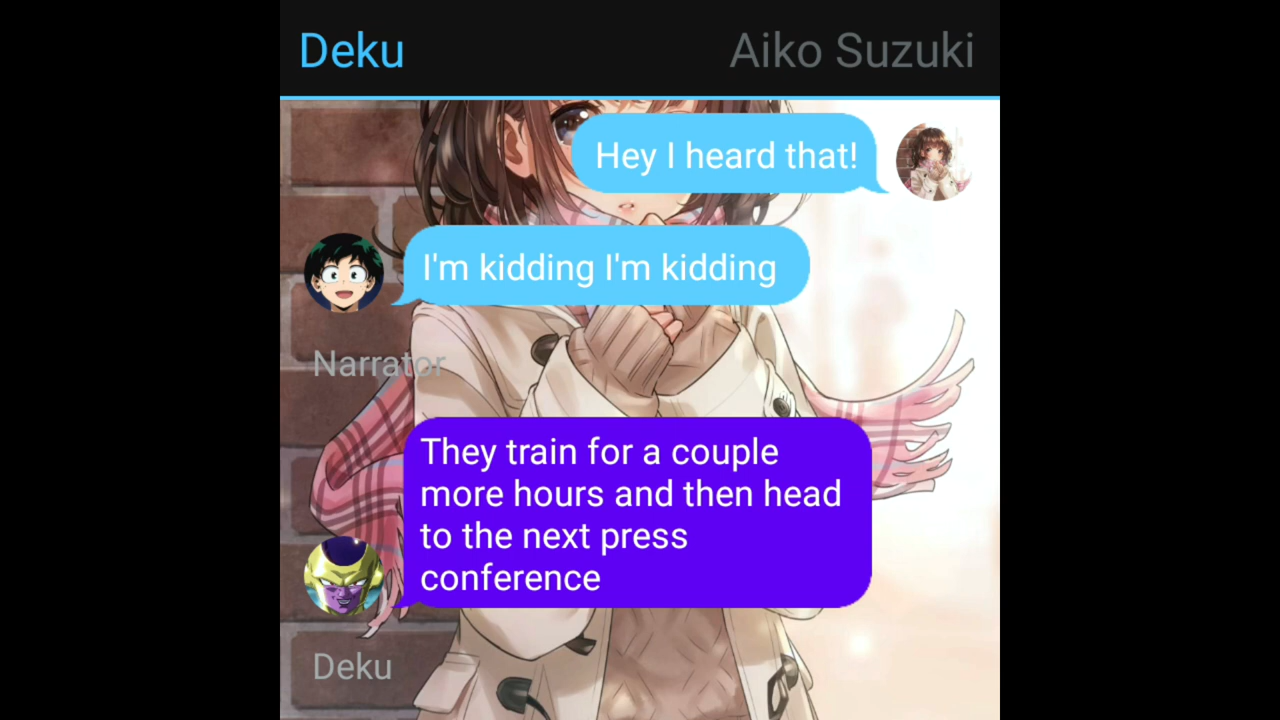 Deku Aiko Suzuki
Hey I heard that!
I'm kidding I'm kidding
Narrator
They train for a couple
more hours and then head
to the next press
conference
Deku